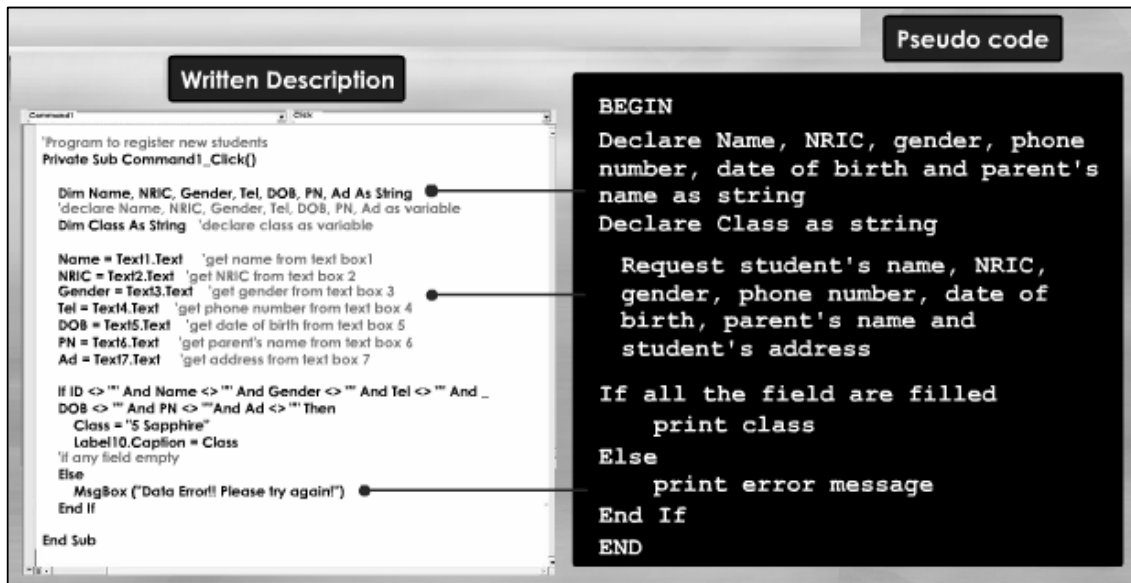 Pseudo code
Written Description
Command1
Click
'Program to register new students
Private Sub Command1_Click()
Dim Name, NRIC, Gender, Tel, DOB, PN, Ad As String
'declare Name, NRIC, Gender, Tel, DOB, PN, Ad as variable
Dim Class As String 'declare class as variable
Name = Text1.Text 'get name from text box1
NRIC = Text2.Text 'get NRIC from text box 2
Gender = Text3.Text 'get gender from text box 3
Tel = Text4.Text 'get phone number from text box 4
DOB = Text5.Text 'get date of birth from text box 5
PN = Text6.Text 'get parent's name from text box 6
Ad = Text7.Text 'get address from text box 7
If ID <> "" And Name <> "" And Gender <> "" And Tel <> "" And _
DOB <> "" And PN <> ""And Ad <> "" Then
Class = "5 Sapphire"
Label10.Caption = Class
'if any field empty
Else
MsgBox ("Data Error!! Please try again!")
End If
End Sub
BEGIN
Declare Name, NRIC, gender, phone
number, date of birth and parent's
name as string
Declare Class as string
Request student's name, NRIC,
gender, phone number, date of
birth, parent's name and
student's address
If all the field are filled
print class
Else
print error message
End If
END